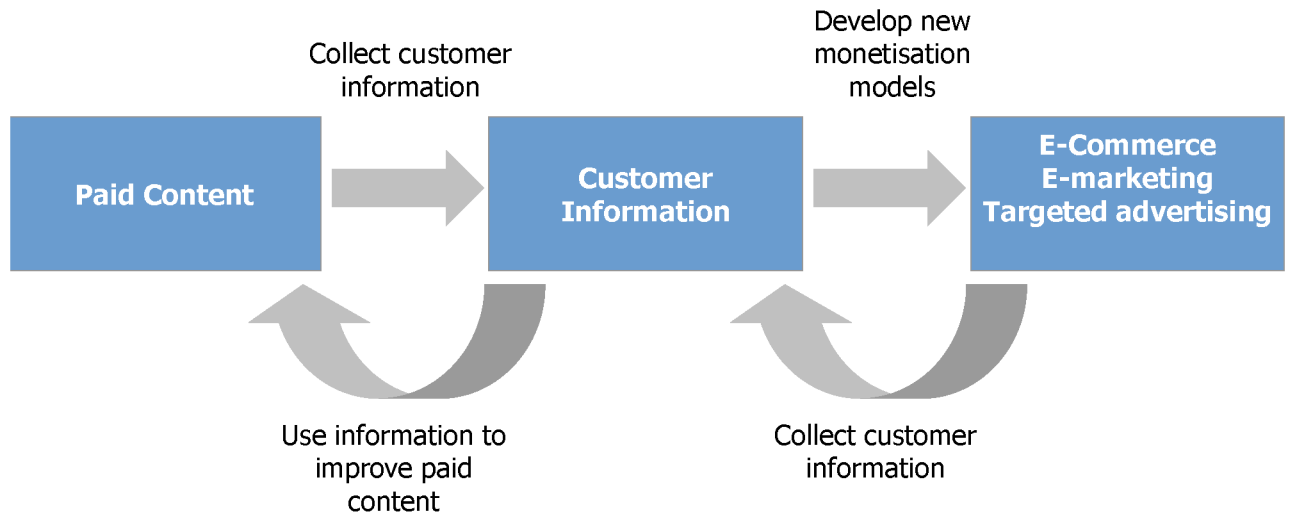 Collect customer
information
Develop new
monetisation
models
Paid Content
Customer
Information
E-Commerce
E-marketing
Targeted advertising
Use information to
improve paid
content
Collect customer
information